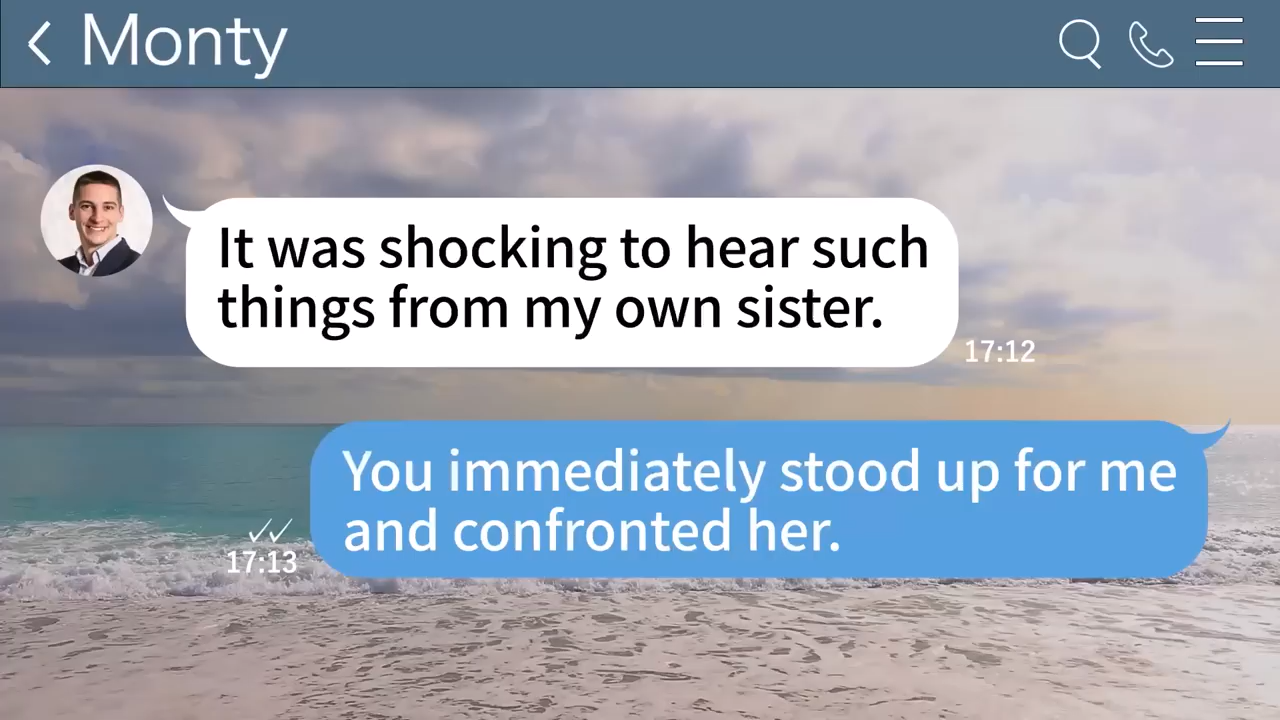 Monty
It was shocking to hear such
things from my own sister.
17:12
You immediately stood up for me
and confronted her.
17:13